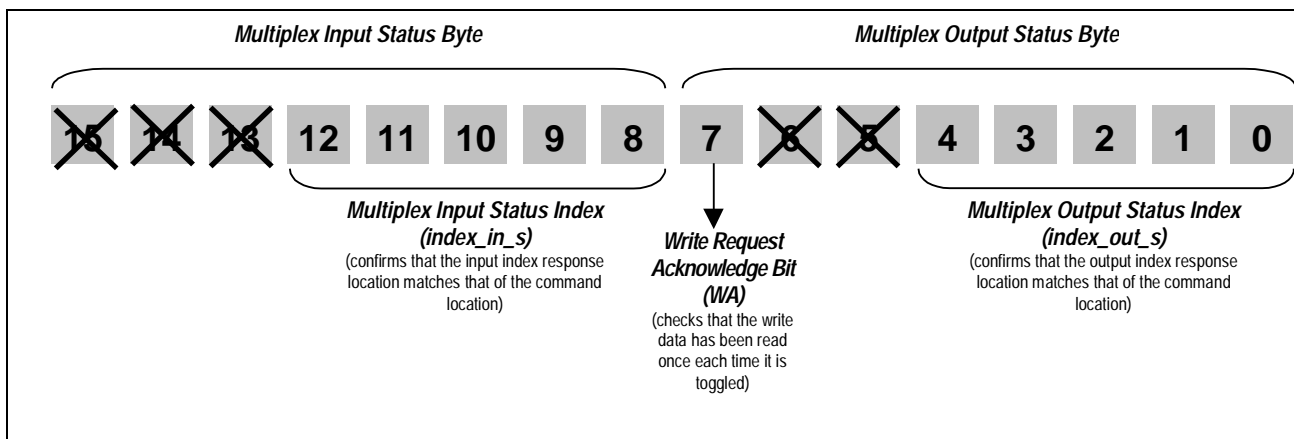 Multiplex Input Status Byte
Multiplex Output Status Byte
15 14 13 12 11 10 9 8 7 6 5 4 3 2 1 0
Multiplex Input Status Index
(index_in_s)
(confirms that the input index response
location matches that of the command
location)
Write Request
Acknowledge Bit
(WA)
(checks that the write
data has been read
once each time it is
toggled)
Multiplex Output Status Index
(index_out_s)
(confirms that the output index response
location matches that of the command
location)